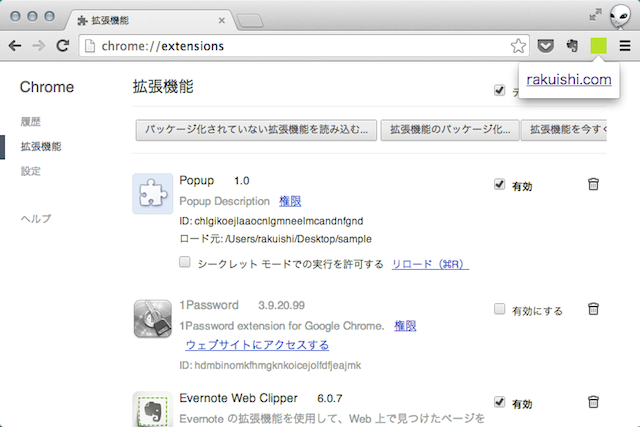 拡張機能
chrome://extensions
rakuishi.com
Chrome
拡張機能
デ
履歴
拡張機能
設定
ヘルプ
パッケージ化されていない拡張機能を読み込む...
拡張機能のパッケージ化...
拡張機能を今すぐ
Popup 1.0
有効
Popup Description 権限
ID: chlgikoejlaaocnlgmneelmcandnfgnd
ロード元: /Users/rakuishi/Desktop/sample
シークレット モードでの実行を許可する リロード（⌘R）
1Password 3.9.20.99
有効にする
1Password extension for Google Chrome. 権限
ウェブサイトにアクセスする
ID: hdmbinomkfhmgknkoicejolfdfjeajmk
Evernote Web Clipper 6.0.7
有効
Evernote の拡張機能を使用して、Web 上で見つけたページを